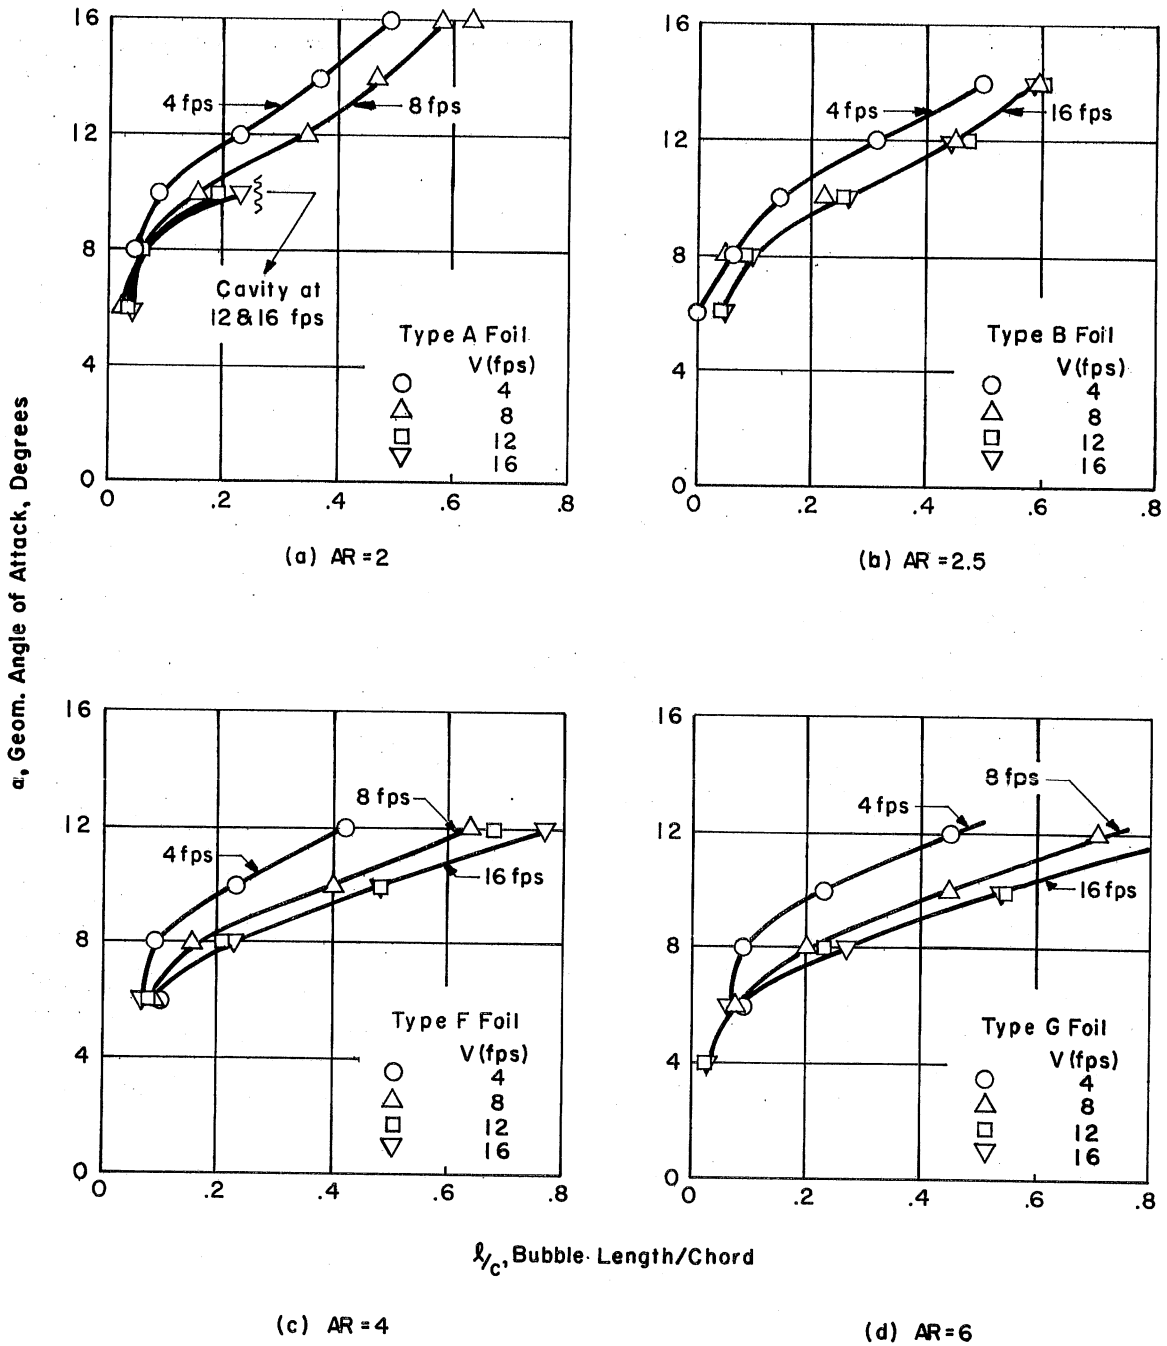 α, Geom. Angle of Attack, Degrees
16
12
8
4
0
0 .2 .4 .6 .8
4 fps
8 fps
Cavity at
12 & 16 fps
Type A Foil
V (fps)
4
8
12
16
(a) AR = 2
16
12
8
4
0
0 .2 .4 .6 .8
4 fps
16 fps
Type B Foil
V (fps)
4
8
12
16
(b) AR = 2.5
16
12
8
4
0
0 .2 .4 .6 .8
8 fps
4 fps
16 fps
Type F Foil
V (fps)
4
8
12
16
16
12
8
4
0
0 .2 .4 .6 .8
8 fps
4 fps
16 fps
Type G Foil
V (fps)
4
8
12
16
ℓ/c, Bubble Length/Chord
(c) AR = 4
(d) AR = 6